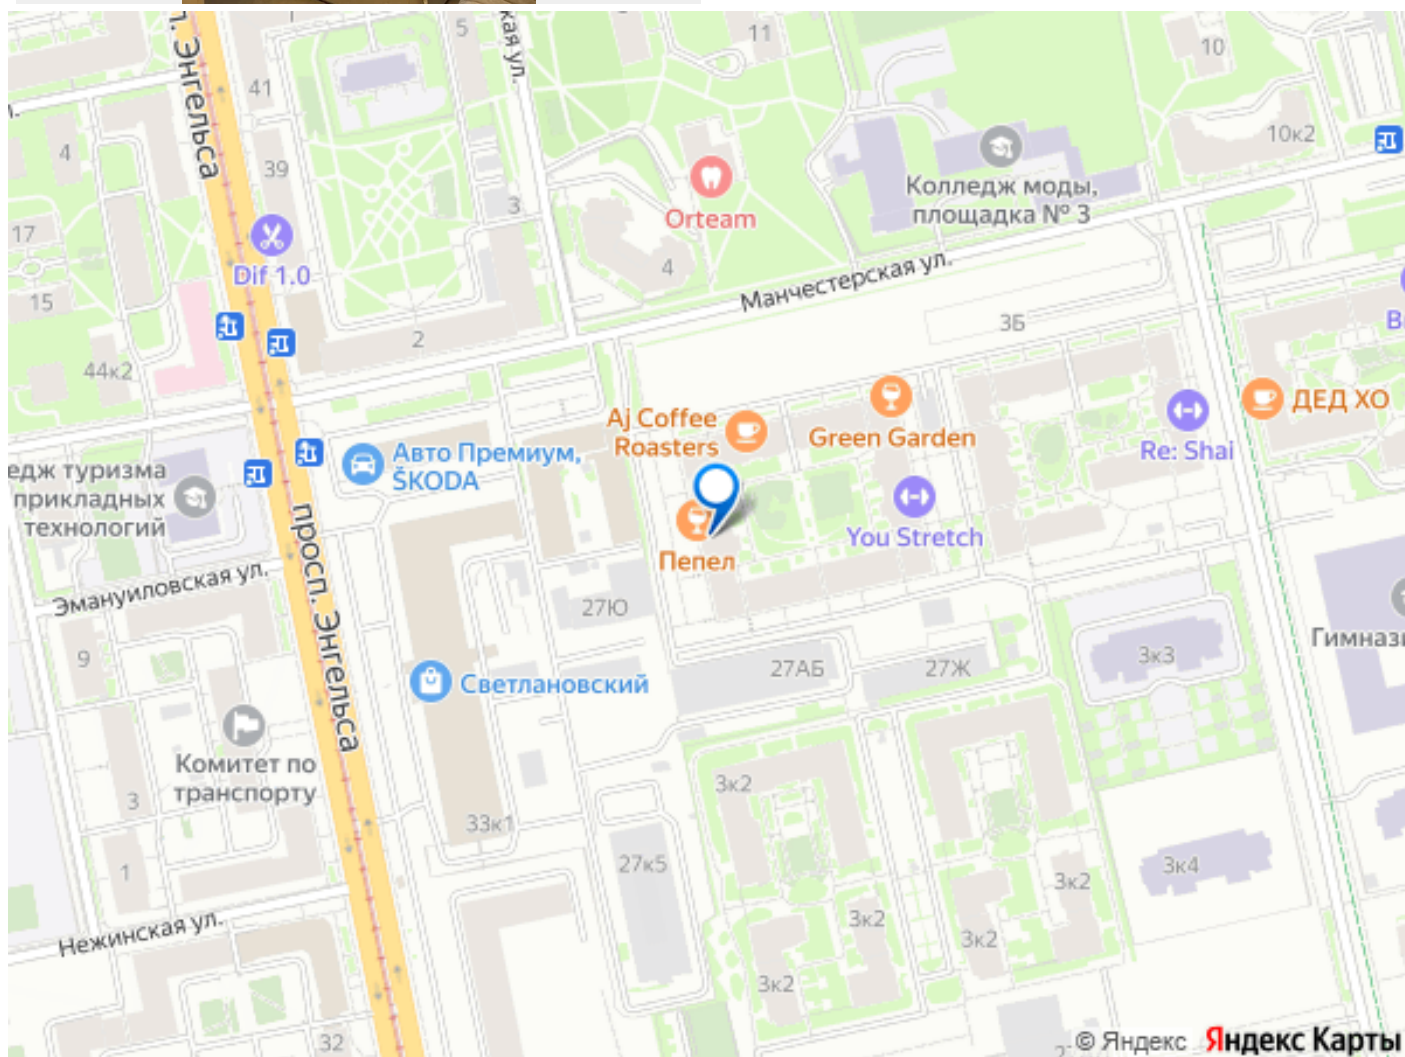 просп. Энгельса
41
5
11
10
4
39
3
10к2
Orteam
Колледж моды,
площадка № 3
17
Dif 1.0
4
Манчестерская ул.
15
2
3Б
44к2
Aj Coffee
Roasters
Green Garden
ДЕД ХО
Re: Shai
Авто Премиум,
ŠKODA
едж туризма
прикладных
технологий
You Stretch
Пепел
просп. Энгельса
Эмануиловская ул.
27Ю
9
Гимназ
3к3
27АБ
27Ж
Светлановский
Комитет по
транспорту
3
3к2
33к1
1
27к5
3к2
3к4
Нежинская ул.
3к2
3к2
3к2
32
© Яндекс Яндекс Карты